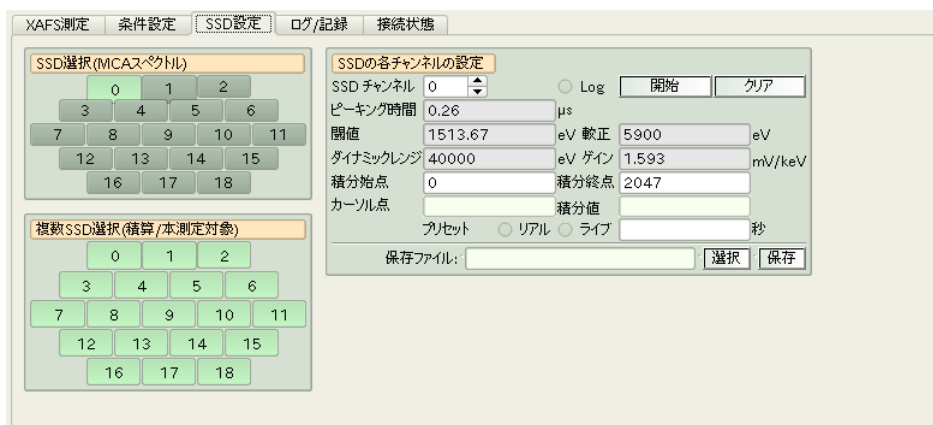 XAFS測定 条件設定 SSD設定 ログ/記録 接続状態
SSD選択(MCAスペクトル)
0 1 2
3 4 5 6
7 8 9 10 11
12 13 14 15
16 17 18
複数SSD選択(積算/本測定対象)
0 1 2
3 4 5 6
7 8 9 10 11
12 13 14 15
16 17 18
SSDの各チャンネルの設定
SSD チャンネル 0 Log 開始 クリア
ピーキング時間 0.26 μs
閾値 1513.67 eV 較正 5900 eV
ダイナミックレンジ 40000 eV ゲイン 1.593 mV/keV
積分始点 0 積分終点 2047
カーソル点 積分値
プリセット リアル ライブ 秒
保存ファイル: 選択 保存